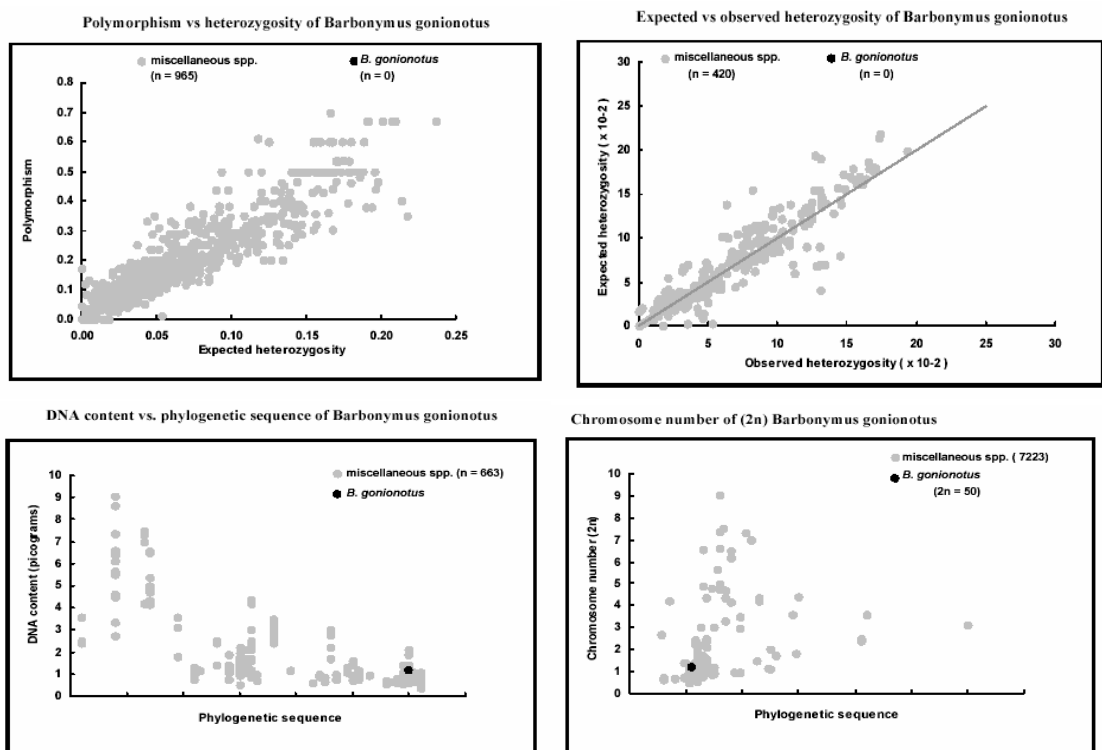 Polymorphism vs heterozygosity of Barbonymus gonionotus
miscellaneous spp.
(n = 965)
B. gonionotus
(n = 0)
Polymorphism
0.8
0.7
0.6
0.5
0.4
0.3
0.2
0.1
0.0
0.00 0.05 0.10 0.15 0.20 0.25
Expected heterozygosity
Expected vs observed heterozygosity of Barbonymus gonionotus
miscellaneous spp.
(n = 420)
B. gonionotus
(n = 0)
Expected heterozygosity ( x 10-2 )
30
25
20
15
10
5
0
0 5 10 15 20 25 30
Observed heterozygosity ( x 10-2 )
DNA content vs. phylogenetic sequence of Barbonymus gonionotus
miscellaneous spp. (n = 663)
B. gonionotus
DNA content (picograms)
10
9
8
7
6
5
4
3
2
1
0
Phylogenetic sequence
Chromosome number of (2n) Barbonymus gonionotus
miscellaneous spp. ( 7223)
B. gonionotus
(2n = 50)
Chromosome number (2n)
10
9
8
7
6
5
4
3
2
1
0
Phylogenetic sequence